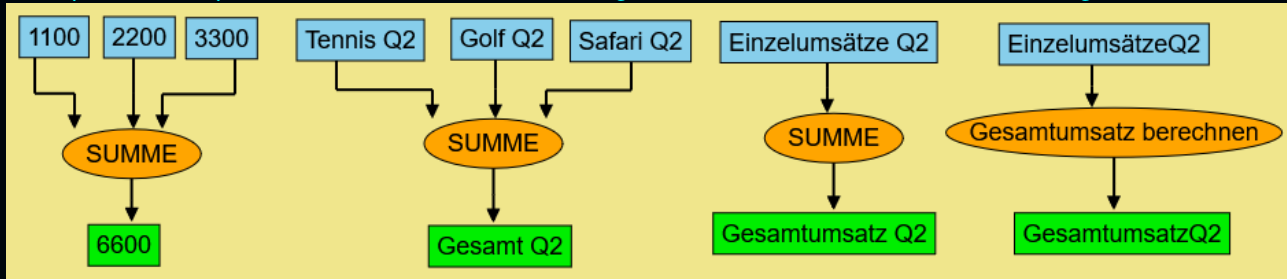 1100 2200 3300
SUMME
6600
Tennis Q2 Golf Q2 Safari Q2
SUMME
Gesamt Q2
Einzelumsätze Q2
SUMME
Gesamtumsatz Q2
EinzelumsätzeQ2
Gesamtumsatz berechnen
GesamtumsatzQ2